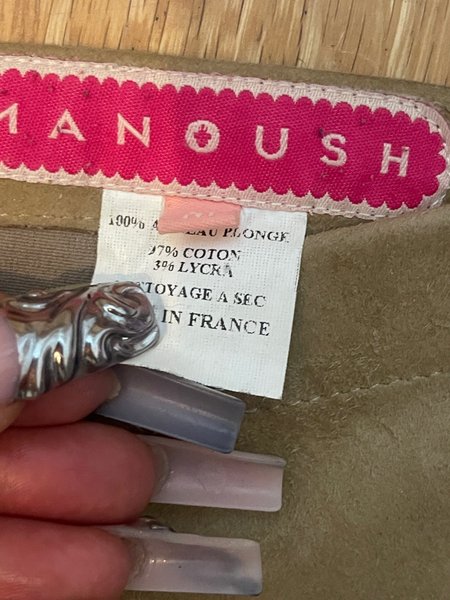 MANOUSH
100% A EAU PLONGE
97% COTON
3% LYCRA
TOYAGE A SEC
IN FRANCE